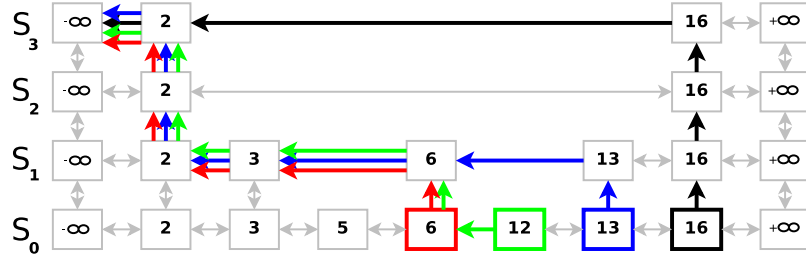 S3 -∞ 2 16 +∞
S2 -∞ 2 16 +∞
S1 -∞ 2 3 6 13 16 +∞
S0 -∞ 2 3 5 6 12 13 16 +∞